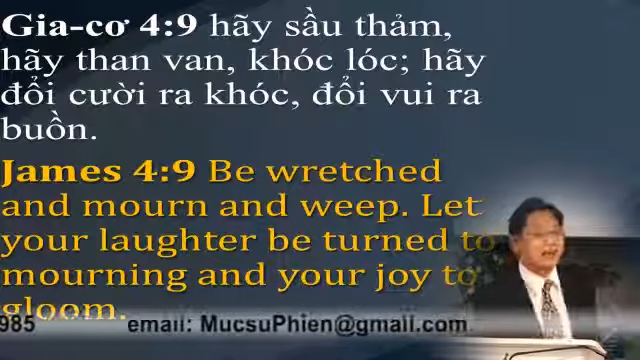 Gia-cơ 4:9 hãy sầu thảm,
hãy than van, khóc lóc; hãy
đổi cười ra khóc, đổi vui ra
buồn.
James 4:9 Be wretched
and mourn and weep. Let
your laughter be turned to
mourning and your joy to
gloom.
985 email: MucsuPhien@gmail.com